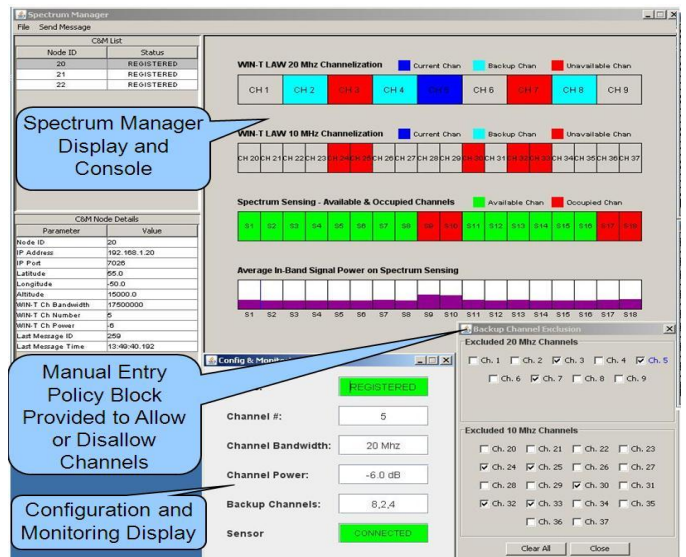 Spectrum Manager
File Send Message
C&M List
Node ID Status
20 REGISTERED
21 REGISTERED
22 REGISTERED
WIN-T LAW 20 Mhz Channelization Current Chan Backup Chan Unavailable Chan
CH 1 CH 2 CH 3 CH 4 CH 5 CH 6 CH 7 CH 8 CH 9
Spectrum Manager
Display and
Console
WIN-T LAW 10 MHz Channelization Current Chan Backup Chan Unavailable Chan
CH 20 CH 21 CH 22 CH 23 CH 24 CH 25 CH 26 CH 27 CH 28 CH 29 CH 30 CH 31 CH 32 CH 33 CH 34 CH 35 CH 36 CH 37
Spectrum Sensing - Available & Occupied Channels Available Chan Occupied Chan
S1 S2 S3 S4 S5 S6 S7 S8 S9 S10 S11 S12 S13 S14 S15 S16 S17 S18
Average In-Band Signal Power on Spectrum Sensing
S1 S2 S3 S4 S5 S6 S7 S8 S9 S10 S11 S12 S13 S14 S15 S16 S17 S18
C&M Node Details
Parameter Value
Node ID 20
IP Address 192.168.1.20
IP Port 7026
Latitude 55.0
Longitude -50.0
Altitude 15000.0
WIN-T Ch Bandwidth 17500000
WIN-T Ch Number 5
WIN-T Ch Power -6
Last Message ID 259
Last Message Time 13:49:40.192
Manual Entry
Policy Block
Provided to Allow
or Disallow
Channels
Configuration and
Monitoring Display
Config &
REGISTERED
Channel #: 5
Channel Bandwidth: 20 Mhz
Channel Power: -6.0 dB
Backup Channels: 8,2,4
Sensor CONNECTED
Backup Channel Exclusion
Excluded 20 Mhz Channels
Ch. 1 Ch. 2 Ch. 3 Ch. 4 Ch. 5
Ch. 6 Ch. 7 Ch. 8 Ch. 9
Excluded 10 Mhz Channels
Ch. 20 Ch. 21 Ch. 22 Ch. 23
Ch. 24 Ch. 25 Ch. 26 Ch. 27
Ch. 28 Ch. 29 Ch. 30 Ch. 31
Ch. 32 Ch. 33 Ch. 34 Ch. 35
Ch. 36 Ch. 37
Clear All Close